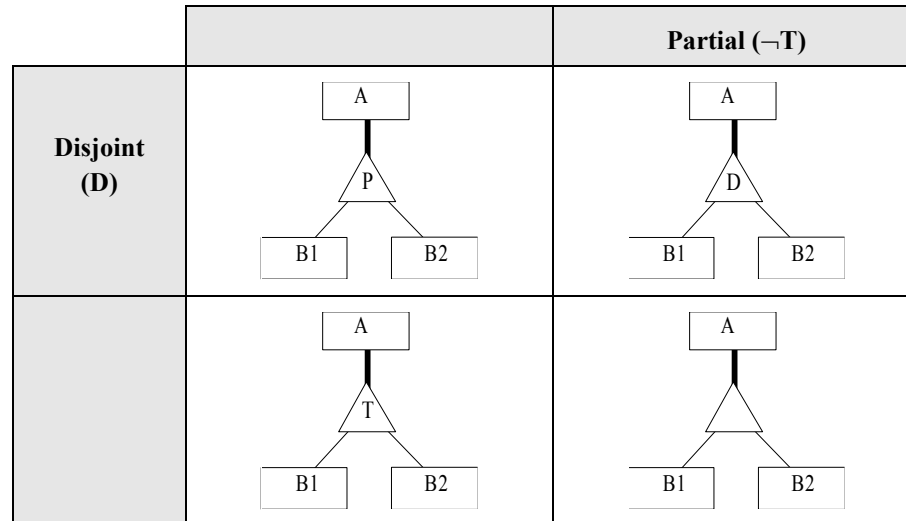 Partial (¬T)
Disjoint
(D)
A
P
B1 B2
A
D
B1 B2
A
T
B1 B2
A
B1 B2